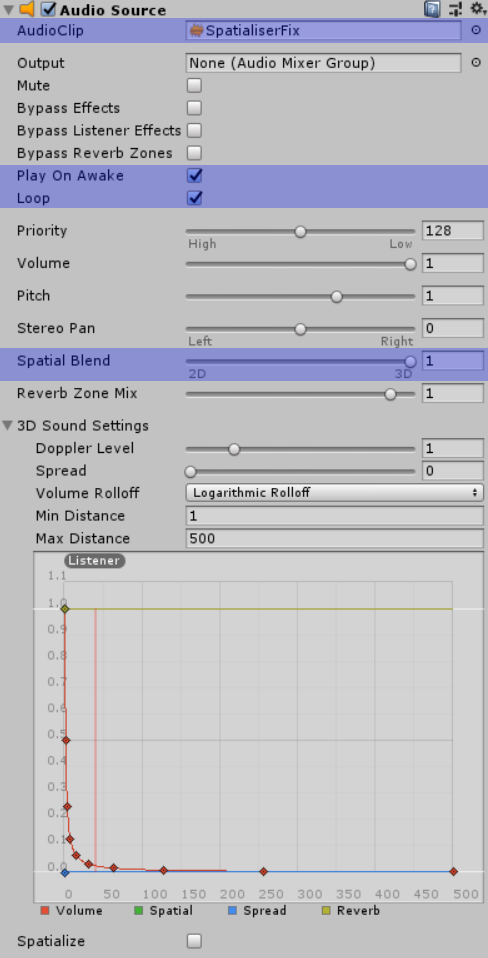 Audio Source
AudioClip SpatialiserFix
Output None (Audio Mixer Group)
Mute
Bypass Effects
Bypass Listener Effects
Bypass Reverb Zones
Play On Awake
Loop
Priority 128
High Low
Volume 1
Pitch 1
Stereo Pan 0
Left Right
Spatial Blend 1
2D 3D
Reverb Zone Mix 1
3D Sound Settings
Doppler Level 1
Spread 0
Volume Rolloff Logarithmic Rolloff
Min Distance 1
Max Distance 500
Listener
1.1
1.0
0.9
0.8
0.7
0.6
0.5
0.4
0.3
0.2
0.1
0.0
0 50 100 150 200 250 300 350 400 450 500
Volume Spatial Spread Reverb
Spatialize